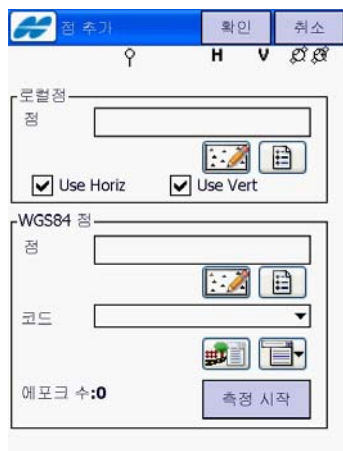 점 추가 확인 취소
H V
로컬점
점
Use Horiz Use Vert
WGS84 점
점
코드
에포크 수:0 측정 시작